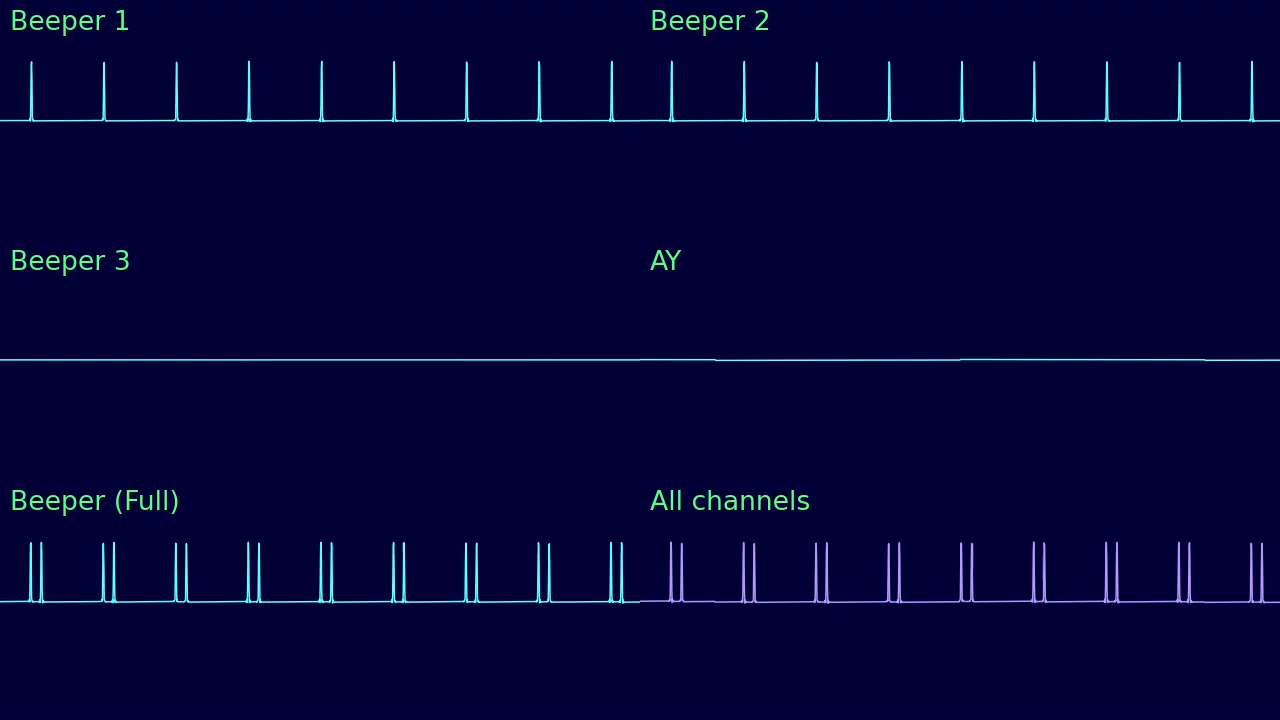 Beeper 1
Beeper 2
Beeper 3
AY
Beeper (Full)
All channels